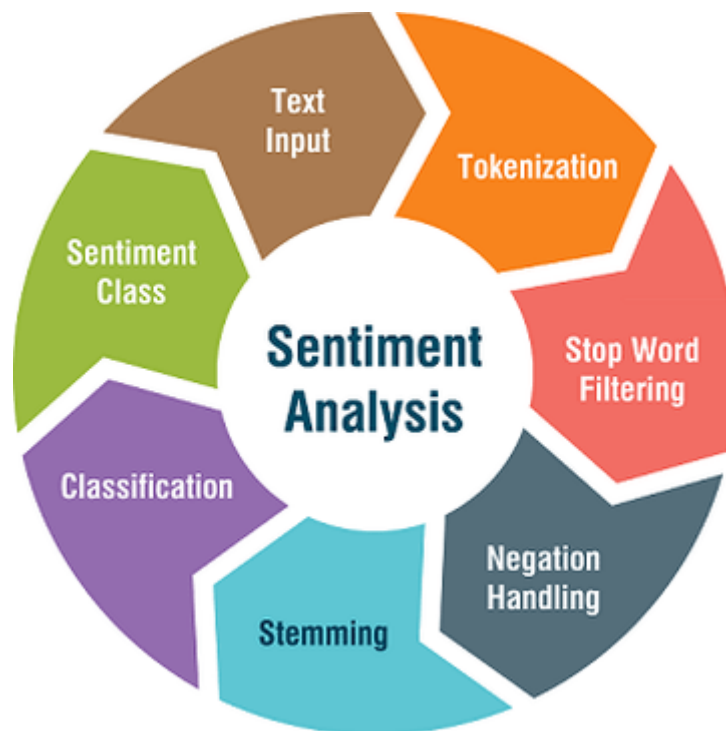 Text
Input
Tokenization
Stop Word
Filtering
Negation
Handling
Stemming
Classification
Sentiment
Class
Sentiment
Analysis